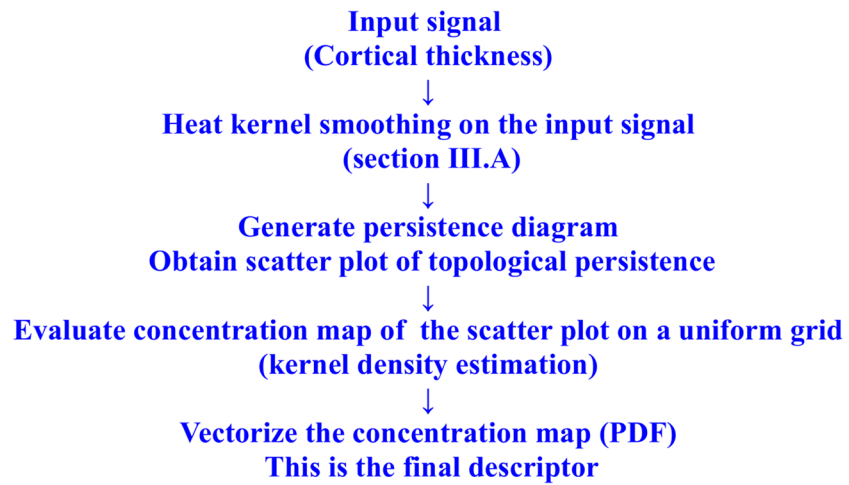 Input signal
(Cortical thickness)
↓
Heat kernel smoothing on the input signal
(section III.A)
↓
Generate persistence diagram
Obtain scatter plot of topological persistence
↓
Evaluate concentration map of  the scatter plot on a uniform grid
(kernel density estimation)
↓
Vectorize the concentration map (PDF)
This is the final descriptor